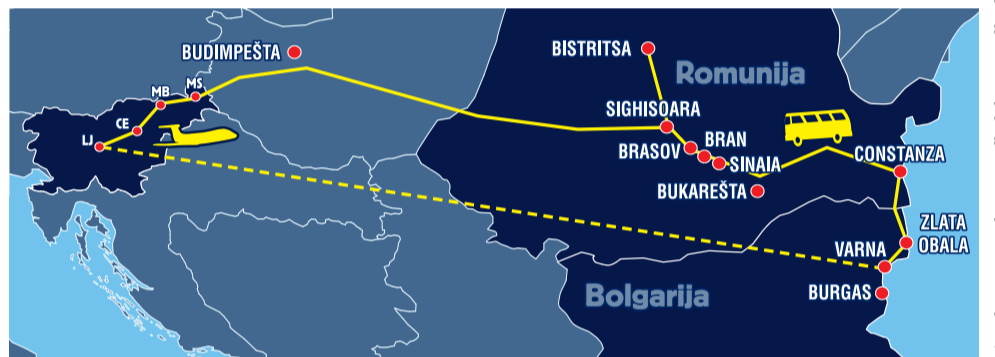 BUDIMPEŠTA
MS
MB
CE
LJ
BISTRITSA
Romunija
SIGHISOARA
BRASOV
BRAN
SINAIA
BUKAREŠTA
CONSTANZA
ZLATA
OBALA
VARNA
BURGAS
Bolgarija